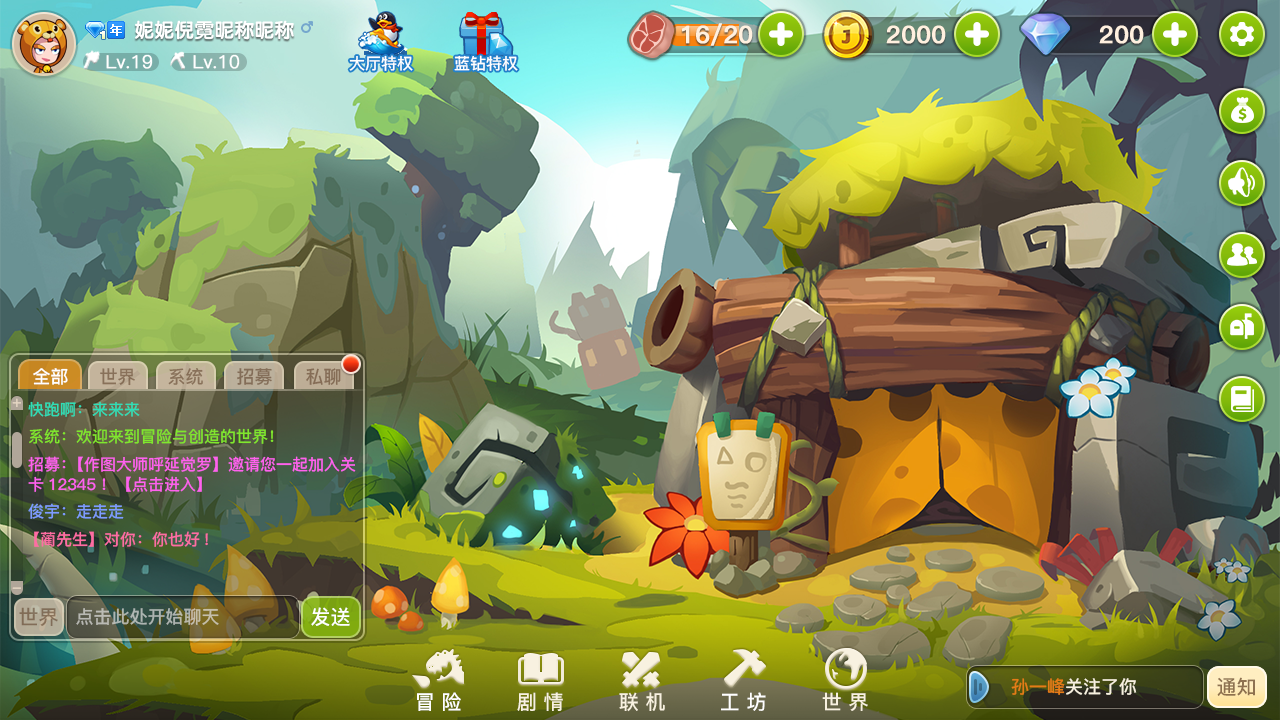 年 妮妮倪霓昵称昵称
Lv.19 Lv.10
大厅特权
蓝钻特权
16/20
2000
200
全部 世界 系统 招募 私聊
快跑啊：来来来
系统：欢迎来到冒险与创造的世界！
招募：【作图大师呼延觉罗】邀请您一起加入关
卡 12345！【点击进入】
俊宇：走走走
【蔺先生】对你：你也好！
世界 点击此处开始聊天 发送
冒险 剧情 联机 工坊 世界
孙一峰关注了你 通知